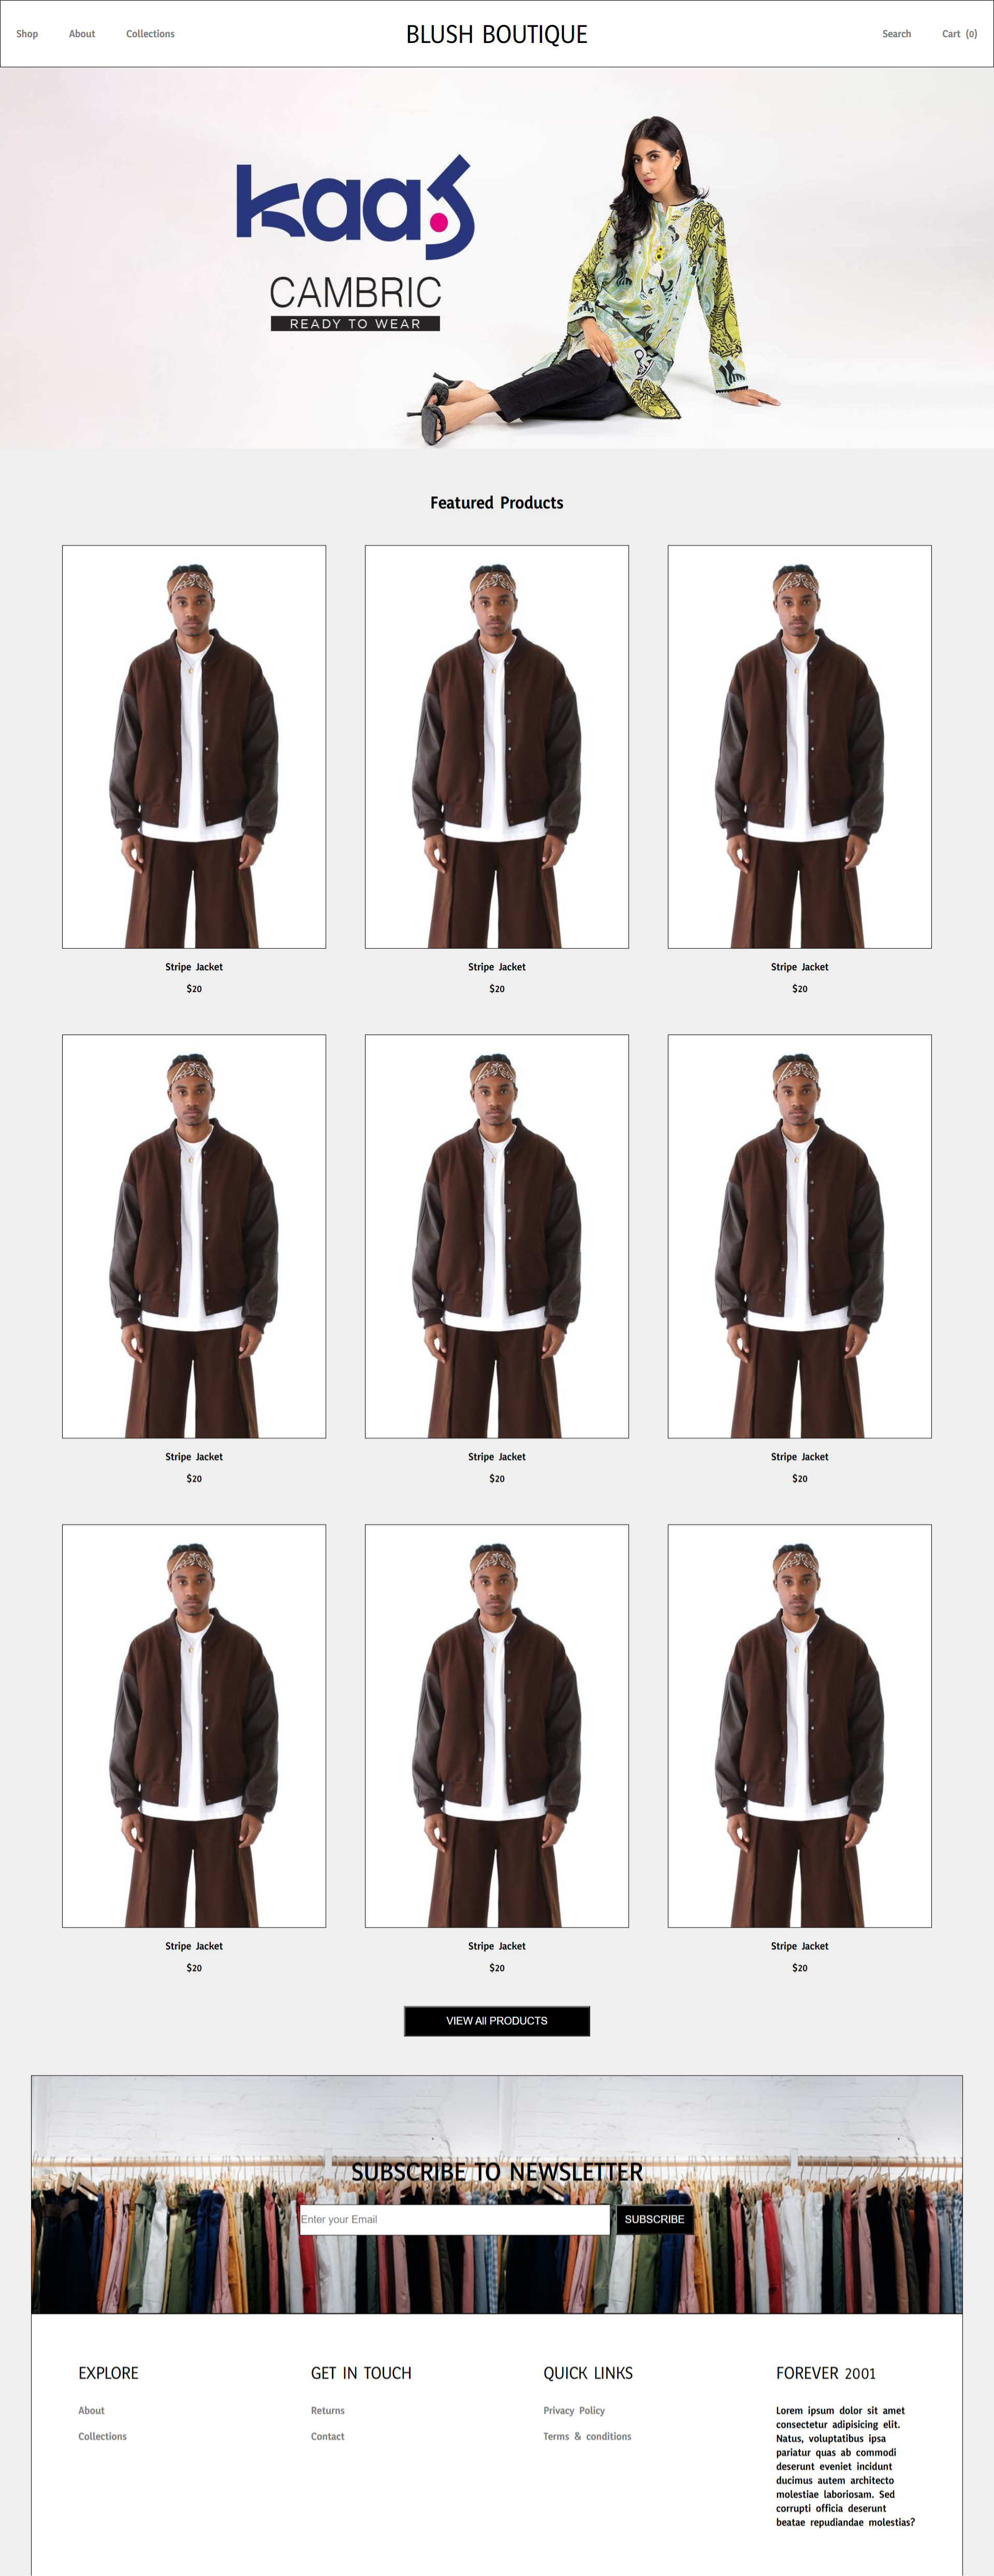 Shop About Collections BLUSH BOUTIQUE Search Cart (0)
kaas
CAMBRIC
READY TO WEAR
Featured Products
Stripe Jacket Stripe Jacket Stripe Jacket
$20 $20 $20
Stripe Jacket Stripe Jacket Stripe Jacket
$20 $20 $20
Stripe Jacket Stripe Jacket Stripe Jacket
$20 $20 $20
VIEW All PRODUCTS
SUBSCRIBE TO NEWSLETTER
Enter your Email SUBSCRIBE
EXPLORE
About
Collections
GET IN TOUCH
Returns
Contact
QUICK LINKS
Privacy Policy
Terms & conditions
FOREVER 2001
Lorem ipsum dolor sit amet
consectetur adipisicing elit.
Natus, voluptatibus ipsa
pariatur quas ab commodi
deserunt eveniet incidunt
ducimus autem architecto
molestiae laboriosam. Sed
corrupti officia deserunt
beatae repudiandae molestias?